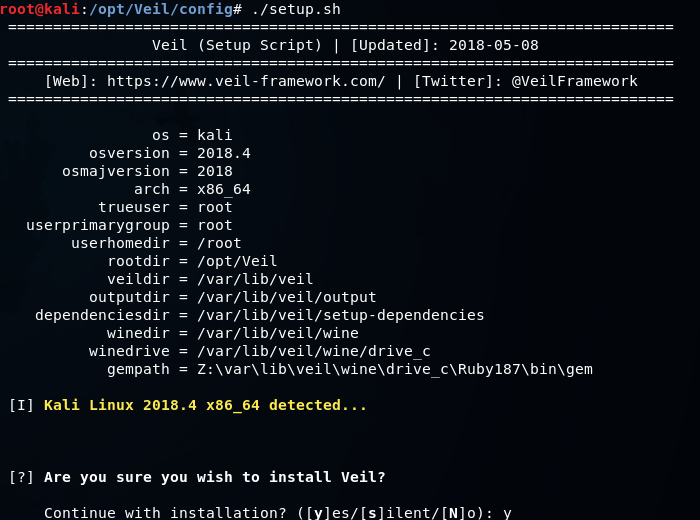 root@kali:/opt/Veil/config# ./setup.sh
==========================================================================
Veil (Setup Script) | [Updated]: 2018-05-08
==========================================================================
[Web]: https://www.veil-framework.com/ | [Twitter]: @VeilFramework
==========================================================================
os = kali
osversion = 2018.4
osmajversion = 2018
arch = x86_64
trueuser = root
userprimarygroup = root
userhomedir = /root
rootdir = /opt/Veil
veildir = /var/lib/veil
outputdir = /var/lib/veil/output
dependenciesdir = /var/lib/veil/setup-dependencies
winedir = /var/lib/veil/wine
winedrive = /var/lib/veil/wine/drive_c
gempath = Z:\var\lib\veil\wine\drive_c\Ruby187\bin\gem
[I] Kali Linux 2018.4 x86_64 detected...
[?] Are you sure you wish to install Veil?
Continue with installation? ([y]es/[s]ilent/[N]o): y